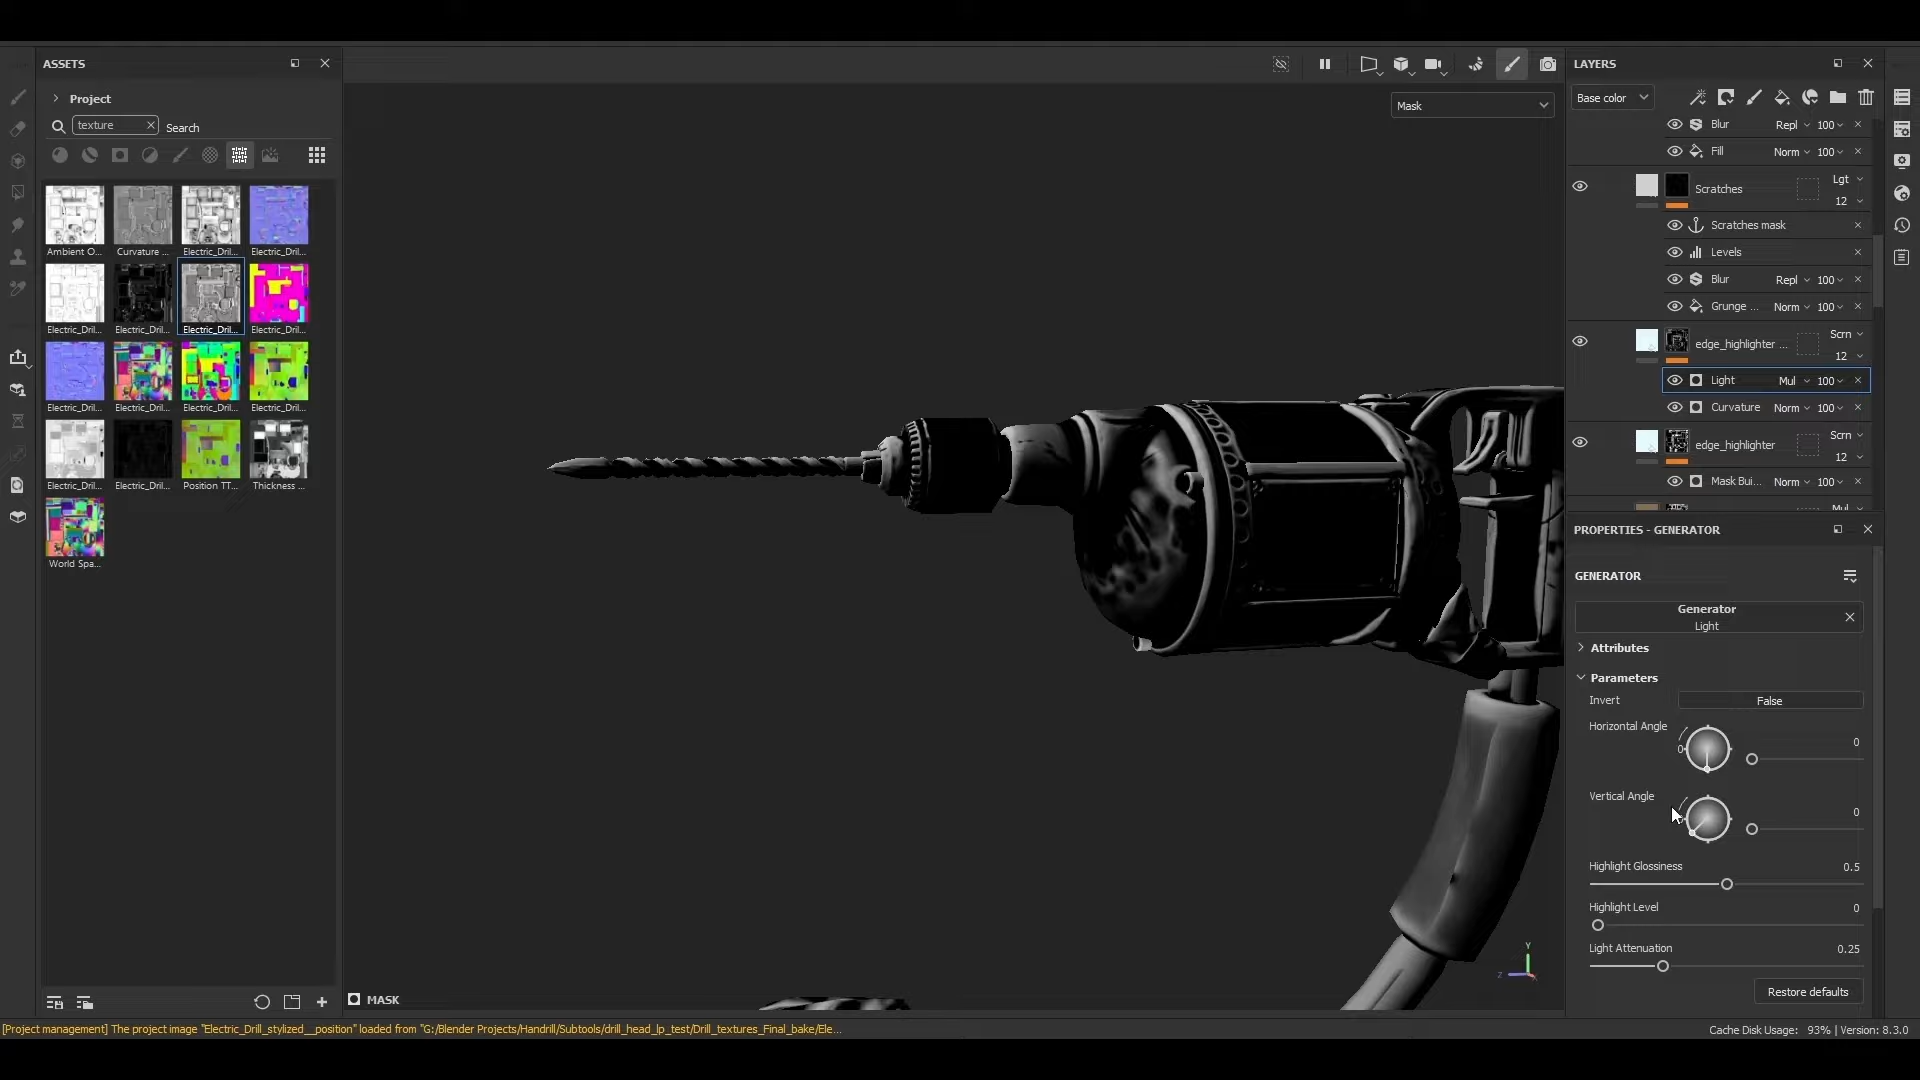 ASSETS
Project
texture
Search
Ambient O...
Curvature ...
Electric_Dril...
Electric_Dril...
Electric_Dril...
Electric_Dril...
Electric_Dril...
Electric_Dril...
Electric_Dril...
Electric_Dril...
Electric_Dril...
Electric_Dril...
Electric_Dril...
Electric_Dril...
Position TT...
Thickness ...
World Spa...
Mask
MASK
Y
Z
LAYERS
Base color
Blur Repl 100
Fill Norm 100
Scratches Lgt
12
Scratches mask
Levels
Blur Repl 100
Grunge ... Norm 100
edge_highlighter ... Scrn
12
Light Mul 100
Curvature Norm 100
edge_highlighter Scrn
12
Mask Bui... Norm 100
Mul
PROPERTIES - GENERATOR
GENERATOR
Generator
Light
Attributes
Parameters
Invert False
Horizontal Angle
0 0
Vertical Angle
0
Highlight Glossiness 0.5
Highlight Level 0
Light Attenuation 0.25
Restore defaults
[Project management] The project image "Electric_Drill_stylized__position" loaded from "G:/Blender Projects/Handrill/Subtools/drill_head_lp_test/Drill_textures_Final_bake/Ele...
Cache Disk Usage: 93% | Version: 8.3.0